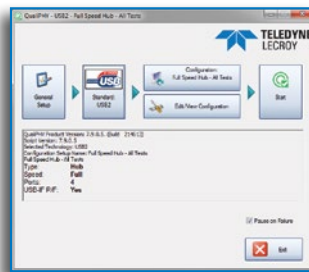 QualiPHY - USB2 - Full Speed Hub - All Tests
TELEDYNE
LECROY
General
Setup
Standard:
USB2
Configuration
Full Speed Hub - All Tests
Edit/View Configuration
Start
Selected Technology: USB2
Configuration Setup Name: Full Speed Hub - All Tests
Full Speed Hub - All Tests
Type: Hub
Speed: Full
Ports: 4
USB-IF P/F: Yes
Pause on Failure
Exit